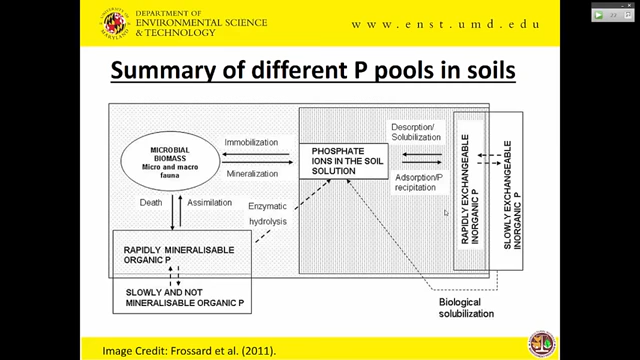 DEPARTMENT OF
ENVIRONMENTAL SCIENCE
& TECHNOLOGY
www.enst.umd.edu
Summary of different P pools in soils
MICROBIAL
BIOMASS
Micro and macro
fauna
Immobilization
Mineralization
PHOSPHATE
IONS IN THE SOIL
SOLUTION
Desorption/
Solubilization
Adsorption/P
recipitation
RAPIDLY EXCHANGEABLE
INORGANIC P
SLOWLY EXCHANGEABLE
INORGANIC P
Death
Assimilation
Enzymatic
hydrolysis
RAPIDLY MINERALISABLE
ORGANIC P
SLOWLY AND NOT
MINERALISABLE ORGANIC P
Biological
solubilization
Image Credit: Frossard et al. (2011).